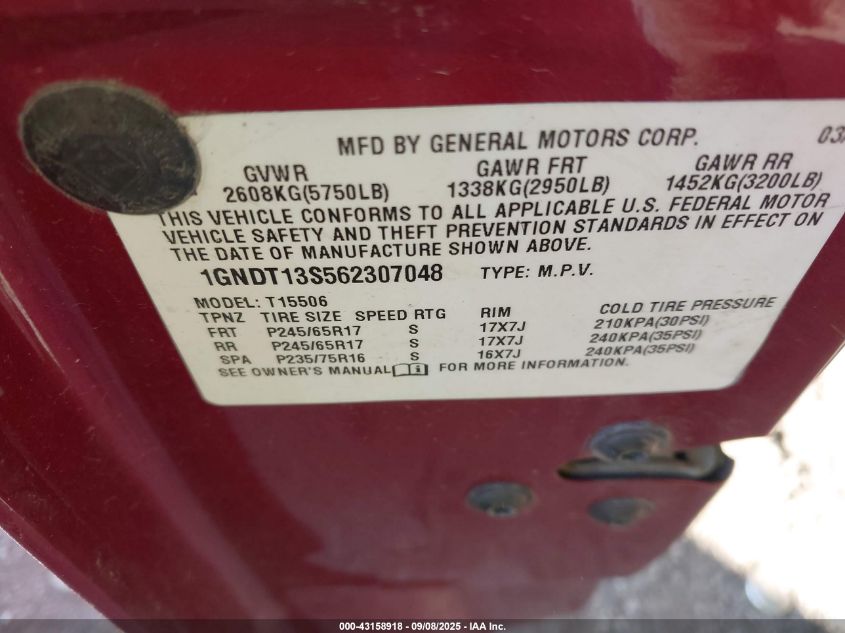 MFD BY GENERAL MOTORS CORP. 03/
GVWR GAWR FRT GAWR RR
2608KG(5750LB) 1338KG(2950LB) 1452KG(3200LB)
THIS VEHICLE CONFORMS TO ALL APPLICABLE U.S. FEDERAL MOTOR
VEHICLE SAFETY AND THEFT PREVENTION STANDARDS IN EFFECT ON
THE DATE OF MANUFACTURE SHOWN ABOVE.
1GNDT13S562307048 TYPE: M.P.V.
MODEL: T15506
TPNZ TIRE SIZE SPEED RTG RIM COLD TIRE PRESSURE
FRT P245/65R17 S 17X7J 210KPA(30PSI)
RR P245/65R17 S 17X7J 240KPA(35PSI)
SPA P235/75R16 S 16X7J 240KPA(35PSI)
SEE OWNER'S MANUAL FOR MORE INFORMATION.
000-43158918 - 09/08/2025 - IAA Inc.